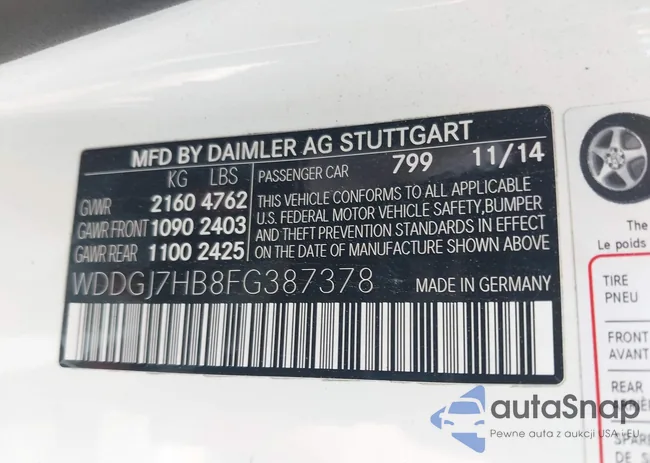 MFD BY DAIMLER AG STUTTGART
KG LBS
GVWR 2160 4762
GAWR FRONT 1090 2403
GAWR REAR 1100 2425
PASSENGER CAR 799 11/14
THIS VEHICLE CONFORMS TO ALL APPLICABLE
U.S. FEDERAL MOTOR VEHICLE SAFETY,BUMPER
AND THEFT PREVENTION STANDARDS IN EFFECT
ON THE DATE OF MANUFACTURE SHOWN ABOVE.
WDDGJ7HB8FG387378 MADE IN GERMANY
The
Le poids
TIRE
PNEU
FRONT
AVANT
REAR
autaSnap
Pewne auta z aukcji USA i EU